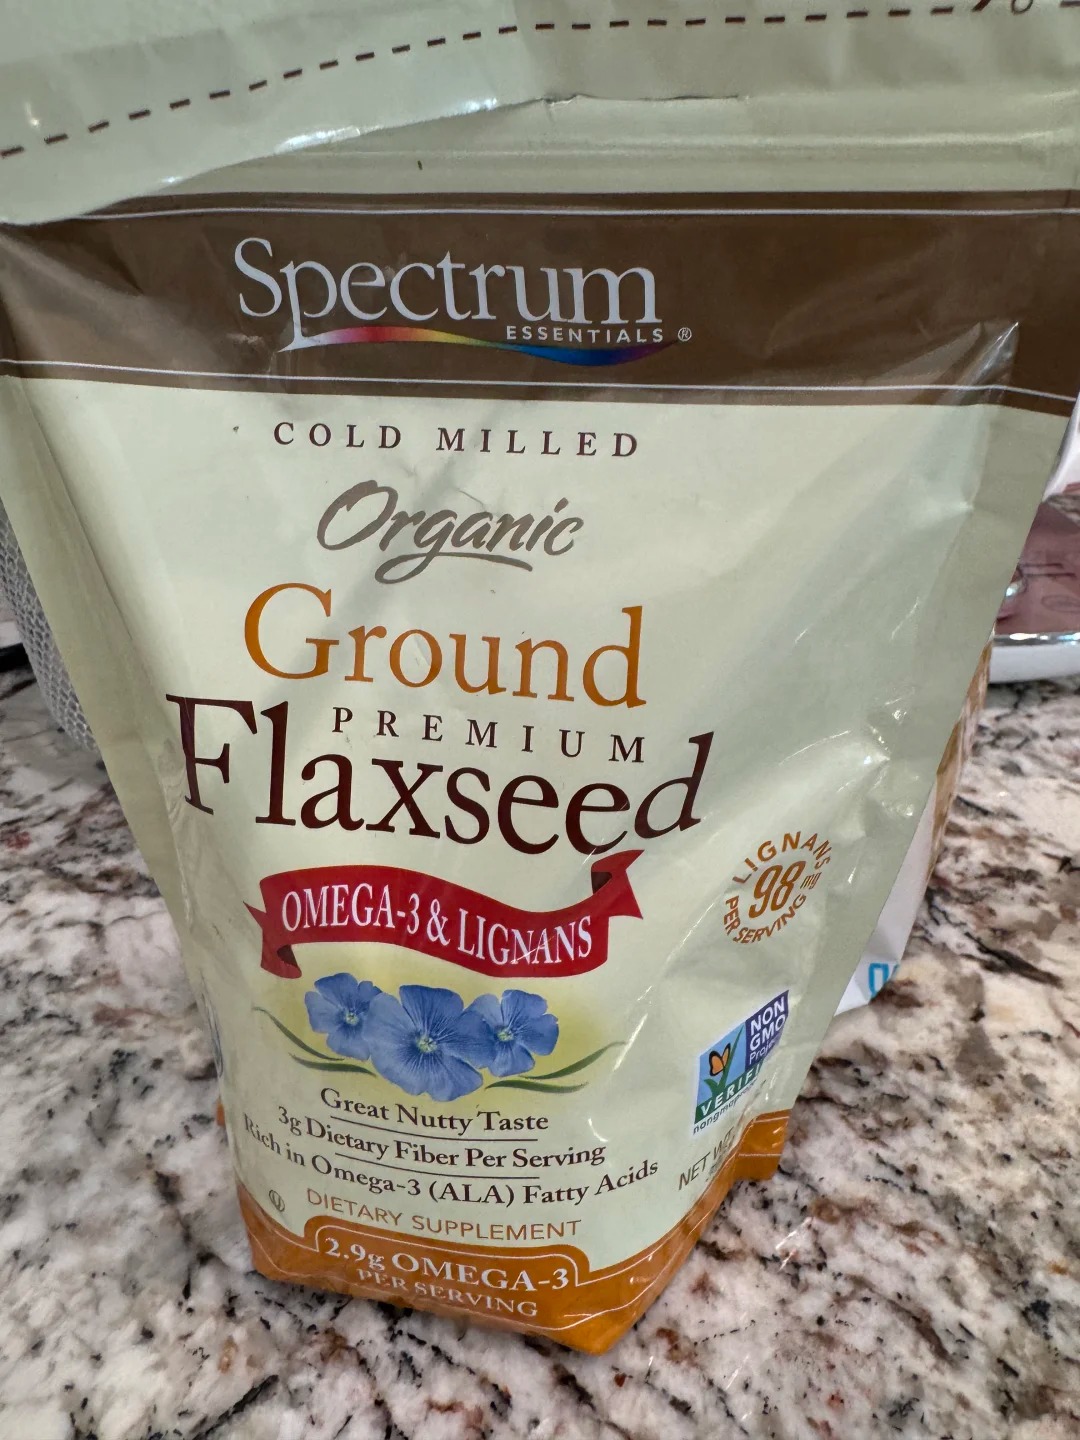 Spectrum
ESSENTIALS ®
COLD MILLED
Organic
Ground
PREMIUM
Flaxseed
OMEGA-3 & LIGNANS
LIGNANS
98 mg
PER SERVING
NON
GMO
Project
VERIFIED
Great Nutty Taste
3g Dietary Fiber Per Serving
Rich in Omega-3 (ALA) Fatty Acids
NET
DIETARY SUPPLEMENT
2.9g OMEGA-3
PER SERVING